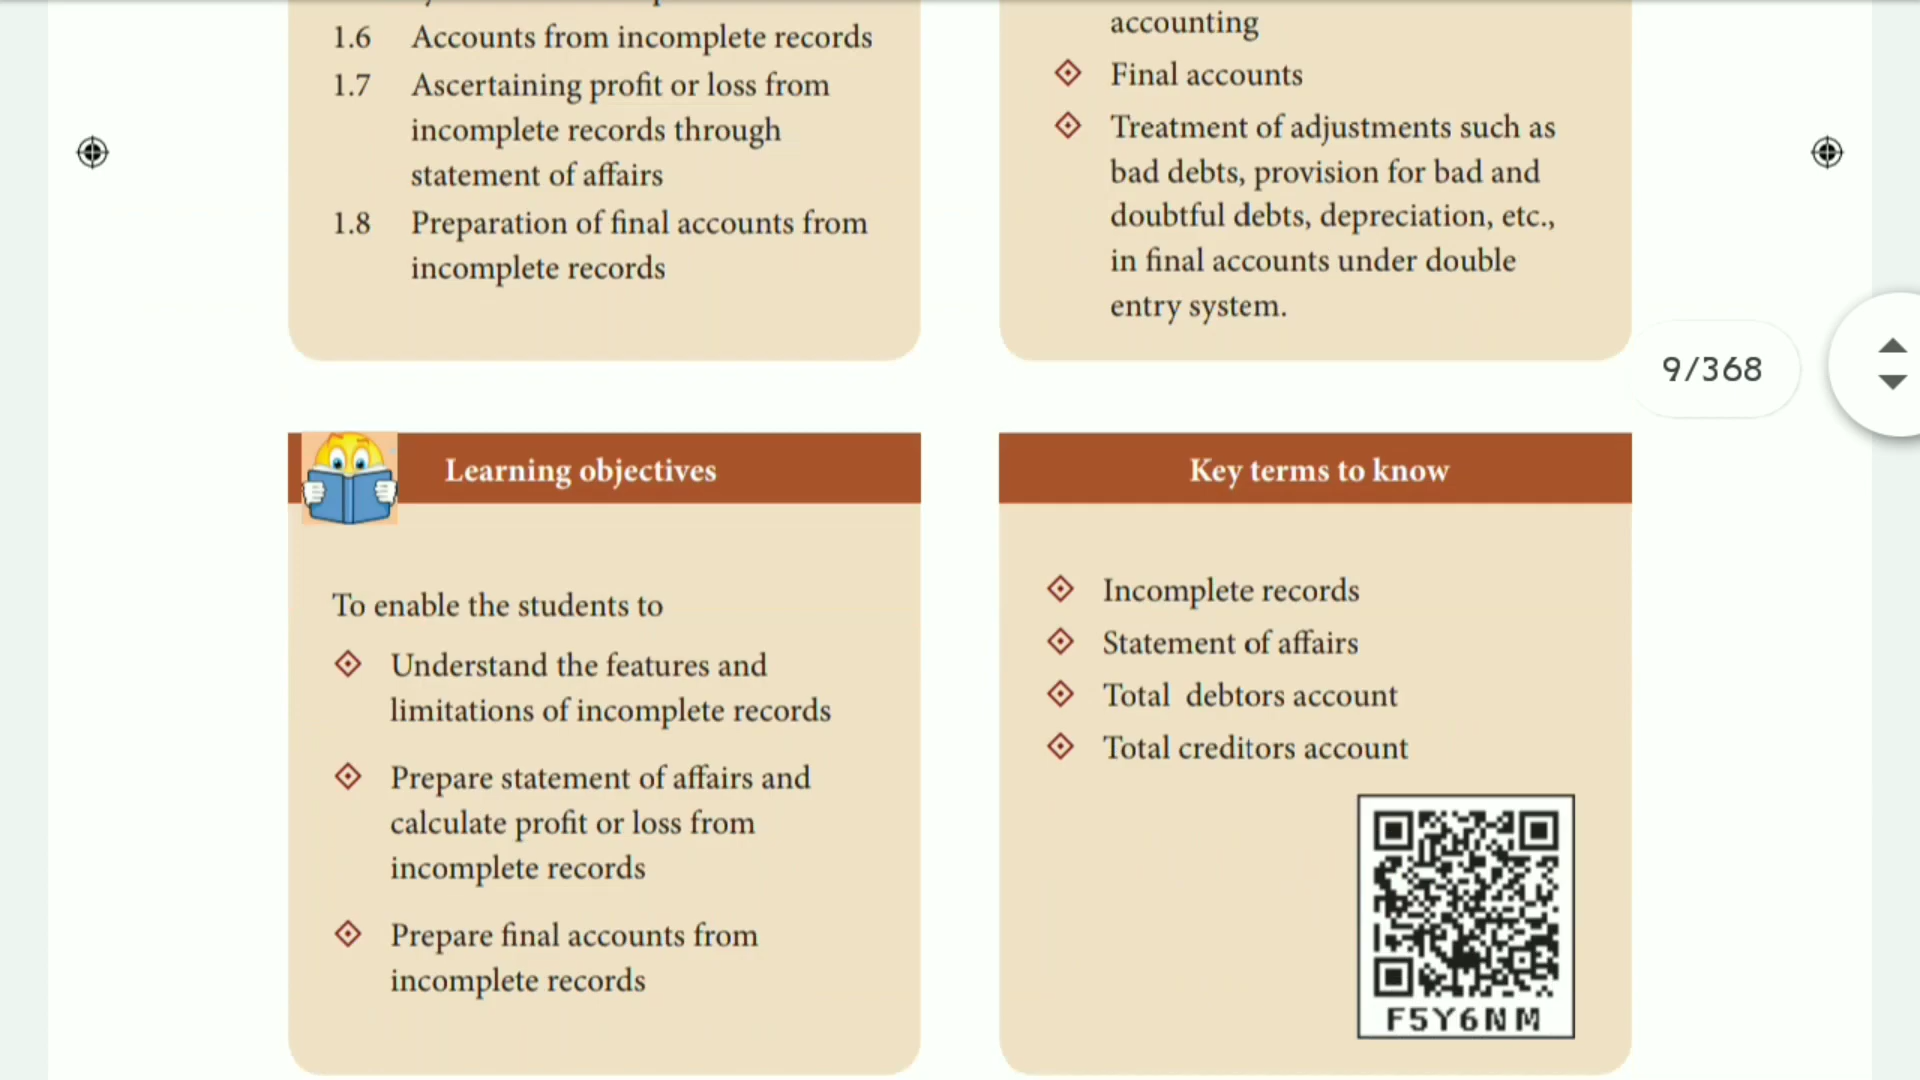 1.6 Accounts from incomplete records
1.7 Ascertaining profit or loss from
incomplete records through
statement of affairs
1.8 Preparation of final accounts from
incomplete records
accounting
Final accounts
Treatment of adjustments such as
bad debts, provision for bad and
doubtful debts, depreciation, etc.,
in final accounts under double
entry system.
9/368
Learning objectives
To enable the students to
Understand the features and
limitations of incomplete records
Prepare statement of affairs and
calculate profit or loss from
incomplete records
Prepare final accounts from
incomplete records
Key terms to know
Incomplete records
Statement of affairs
Total debtors account
Total creditors account
F5Y6NM